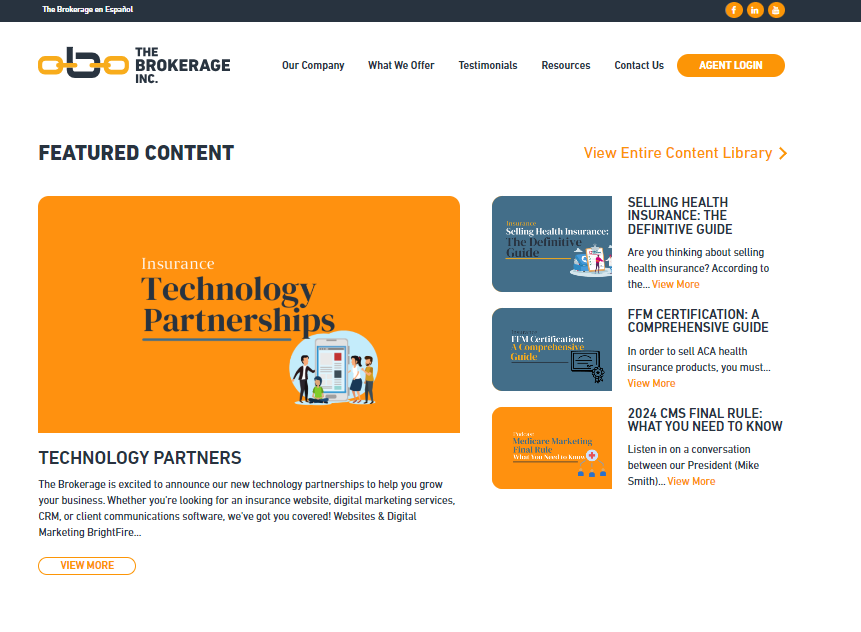 The Brokerage en Español
THE
BROKERAGE
INC.
Our Company
What We Offer
Testimonials
Resources
Contact Us
AGENT LOGIN
FEATURED CONTENT
View Entire Content Library
Insurance
Technology
Partnerships
TECHNOLOGY PARTNERS
The Brokerage is excited to announce our new technology partnerships to help you grow
your business. Whether you're looking for an insurance website, digital marketing services,
CRM, or client communications software, we've got you covered! Websites & Digital
Marketing BrightFire...
VIEW MORE
Insurance
Selling Health Insurance:
The Definitive
Guide
SELLING HEALTH
INSURANCE: THE
DEFINITIVE GUIDE
Are you thinking about selling
health insurance? According to
the... View More
Insurance
FFM Certification:
A Comprehensive
Guide
FFM CERTIFICATION: A
COMPREHENSIVE GUIDE
In order to sell ACA health
insurance products, you must...
View More
Podcast
Medicare Marketing
Final Rule
What You Need to Know
2024 CMS FINAL RULE:
WHAT YOU NEED TO KNOW
Listen in on a conversation
between our President (Mike
Smith)... View More